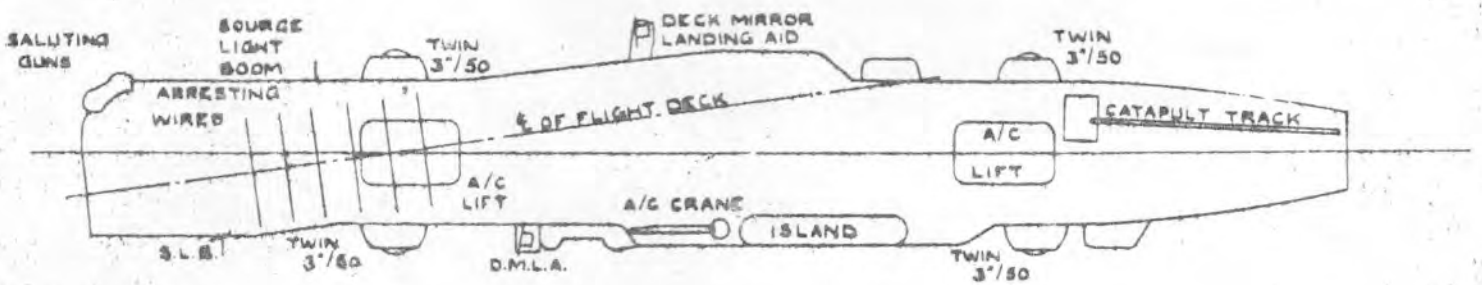 SALUTING
GUNS
SOURCE
LIGHT
BOOM
TWIN
3"/50
DECK MIRROR
LANDING AID
TWIN
3"/50
ARRESTING
WIRES
℄ OF FLIGHT DECK
CATAPULT TRACK
A/C
LIFT
A/C
LIFT
A/C CRANE
ISLAND
S.L.B.
TWIN
3"/50
D.M.L.A.
TWIN
3"/50